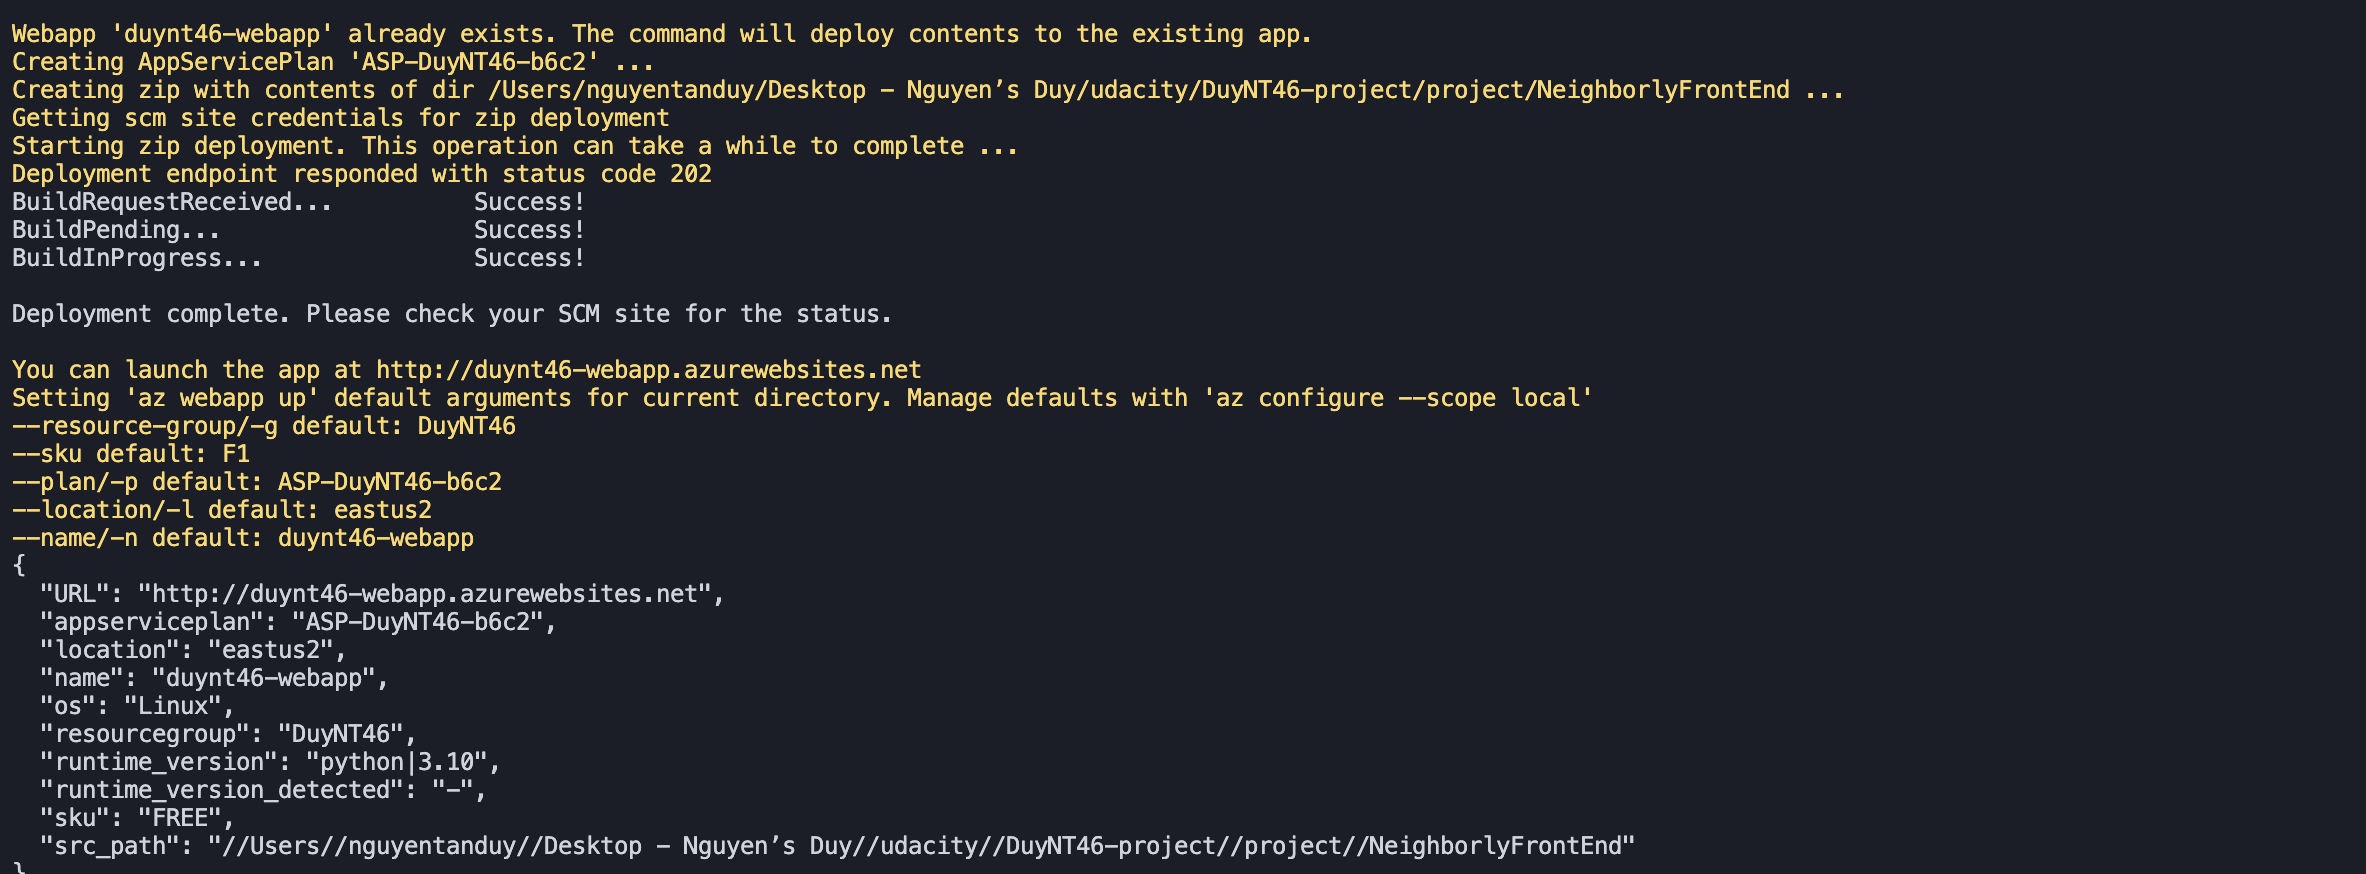 Webapp 'duynt46-webapp' already exists. The command will deploy contents to the existing app.
Creating AppServicePlan 'ASP-DuyNT46-b6c2' ...
Creating zip with contents of dir /Users/nguyentanduy/Desktop - Nguyen’s Duy/udacity/DuyNT46-project/project/NeighborlyFrontEnd ...
Getting scm site credentials for zip deployment
Starting zip deployment. This operation can take a while to complete ...
Deployment endpoint responded with status code 202
BuildRequestReceived...          Success!
BuildPending...                  Success!
BuildInProgress...               Success!
Deployment complete. Please check your SCM site for the status.
You can launch the app at http://duynt46-webapp.azurewebsites.net
Setting 'az webapp up' default arguments for current directory. Manage defaults with 'az configure --scope local'
--resource-group/-g default: DuyNT46
--sku default: F1
--plan/-p default: ASP-DuyNT46-b6c2
--location/-l default: eastus2
--name/-n default: duynt46-webapp
{
  "URL": "http://duynt46-webapp.azurewebsites.net",
  "appserviceplan": "ASP-DuyNT46-b6c2",
  "location": "eastus2",
  "name": "duynt46-webapp",
  "os": "Linux",
  "resourcegroup": "DuyNT46",
  "runtime_version": "python|3.10",
  "runtime_version_detected": "-",
  "sku": "FREE",
  "src_path": "//Users//nguyentanduy//Desktop - Nguyen’s Duy//udacity//DuyNT46-project//project//NeighborlyFrontEnd"
}